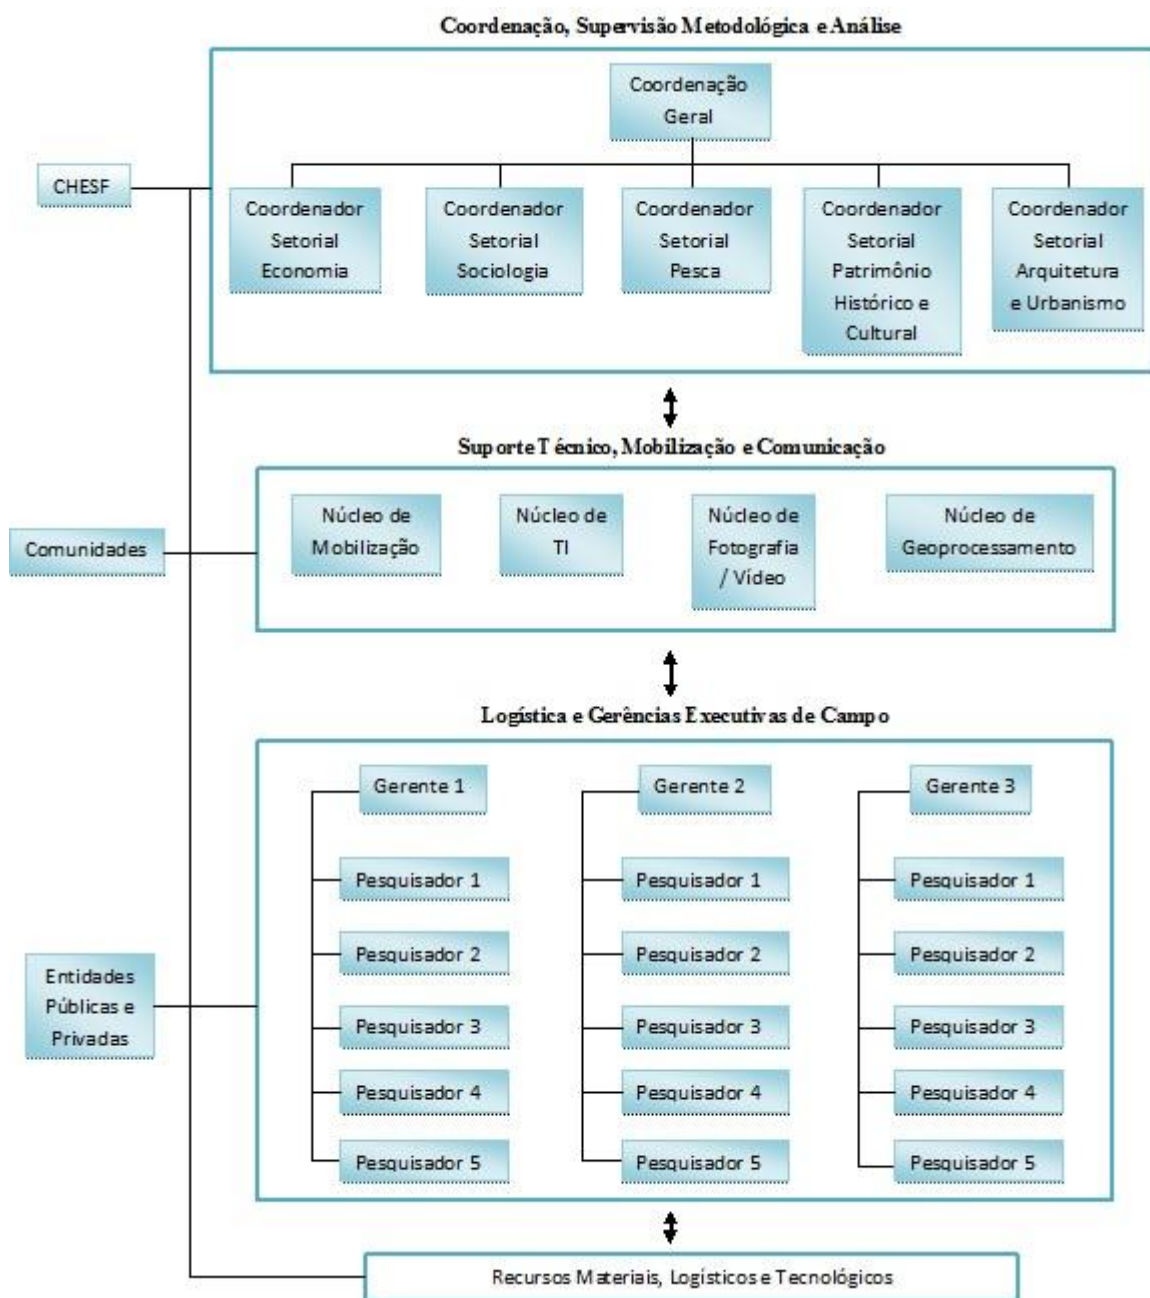 Coordenação, Supervisão Metodológica e Análise
Coordenação
Geral
CHESF
Coordenador
Setorial
Economia
Coordenador
Setorial
Sociologia
Coordenador
Setorial
Pesca
Coordenador
Setorial
Patrimônio
Histórico e
Cultural
Coordenador
Setorial
Arquitetura
e Urbanismo
Suporte Técnico, Mobilização e Comunicação
Comunidades
Núcleo de
Mobilização
Núcleo de
TI
Núcleo de
Fotografia
/ Vídeo
Núcleo de
Geoprocessamento
Logística e Gerências Executivas de Campo
Entidades
Públicas e
Privadas
Gerente 1
Pesquisador 1
Pesquisador 2
Pesquisador 3
Pesquisador 4
Pesquisador 5
Gerente 2
Pesquisador 1
Pesquisador 2
Pesquisador 3
Pesquisador 4
Pesquisador 5
Gerente 3
Pesquisador 1
Pesquisador 2
Pesquisador 3
Pesquisador 4
Pesquisador 5
Recursos Materiais, Logísticos e Tecnológicos